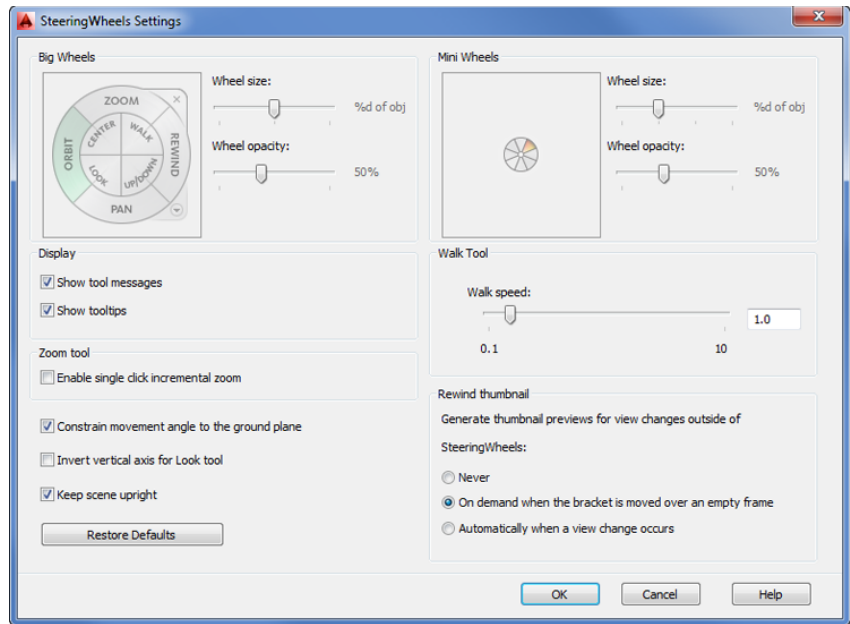 SteeringWheels Settings
Big Wheels
ZOOM
CENTER
WALK
ORBIT
REWIND
LOOK
UP/DOWN
PAN
Wheel size:
%d of obj
Wheel opacity:
50%
Mini Wheels
Wheel size:
%d of obj
Wheel opacity:
50%
Display
Show tool messages
Show tooltips
Walk Tool
Walk speed:
1.0
0.1 10
Zoom tool
Enable single click incremental zoom
Constrain movement angle to the ground plane
Invert vertical axis for Look tool
Keep scene upright
Restore Defaults
Rewind thumbnail
Generate thumbnail previews for view changes outside of
SteeringWheels:
Never
On demand when the bracket is moved over an empty frame
Automatically when a view change occurs
OK Cancel Help